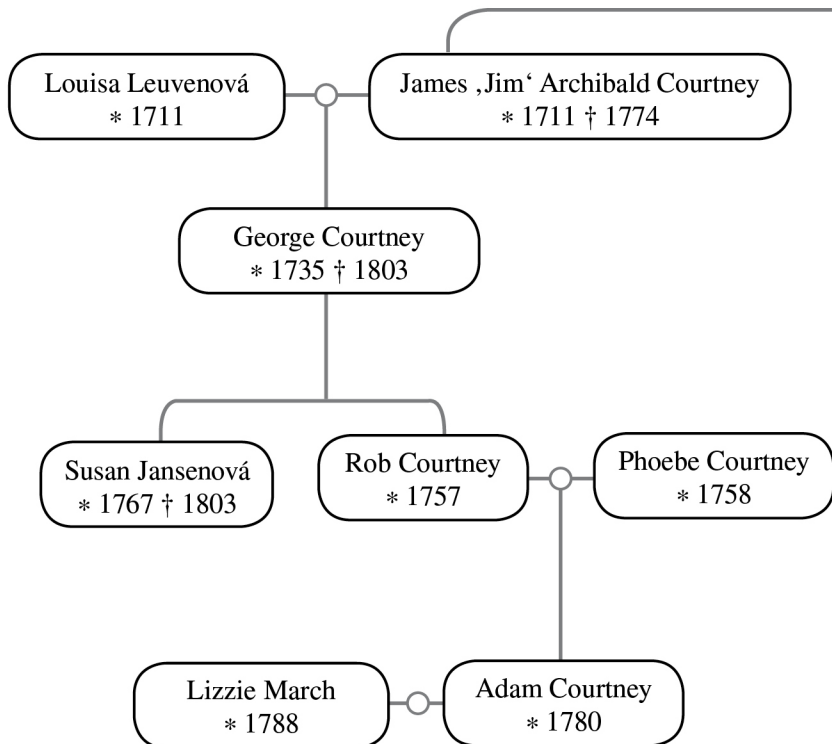 Louisa Leuvenová
* 1711
James ‚Jim‘ Archibald Courtney
* 1711 † 1774
George Courtney
* 1735 † 1803
Susan Jansenová
* 1767 † 1803
Rob Courtney
* 1757
Phoebe Courtney
* 1758
Lizzie March
* 1788
Adam Courtney
* 1780